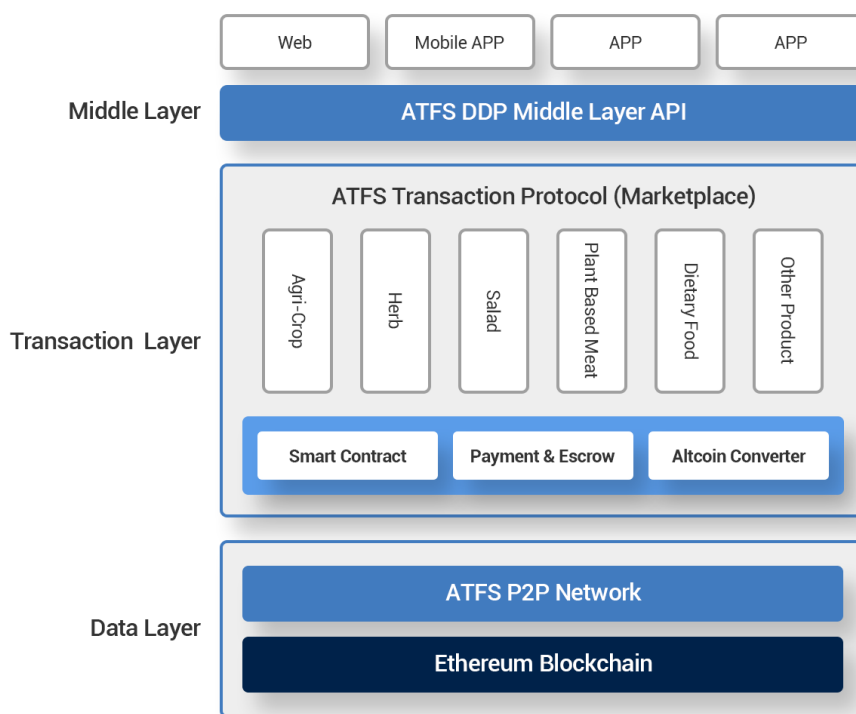 Web
Mobile APP
APP
APP
Middle Layer
ATFS DDP Middle Layer API
ATFS Transaction Protocol (Marketplace)
Agri-Crop
Herb
Salad
Plant Based Meat
Dietary Food
Other Product
Transaction Layer
Smart Contract
Payment & Escrow
Altcoin Converter
ATFS P2P Network
Data Layer
Ethereum Blockchain